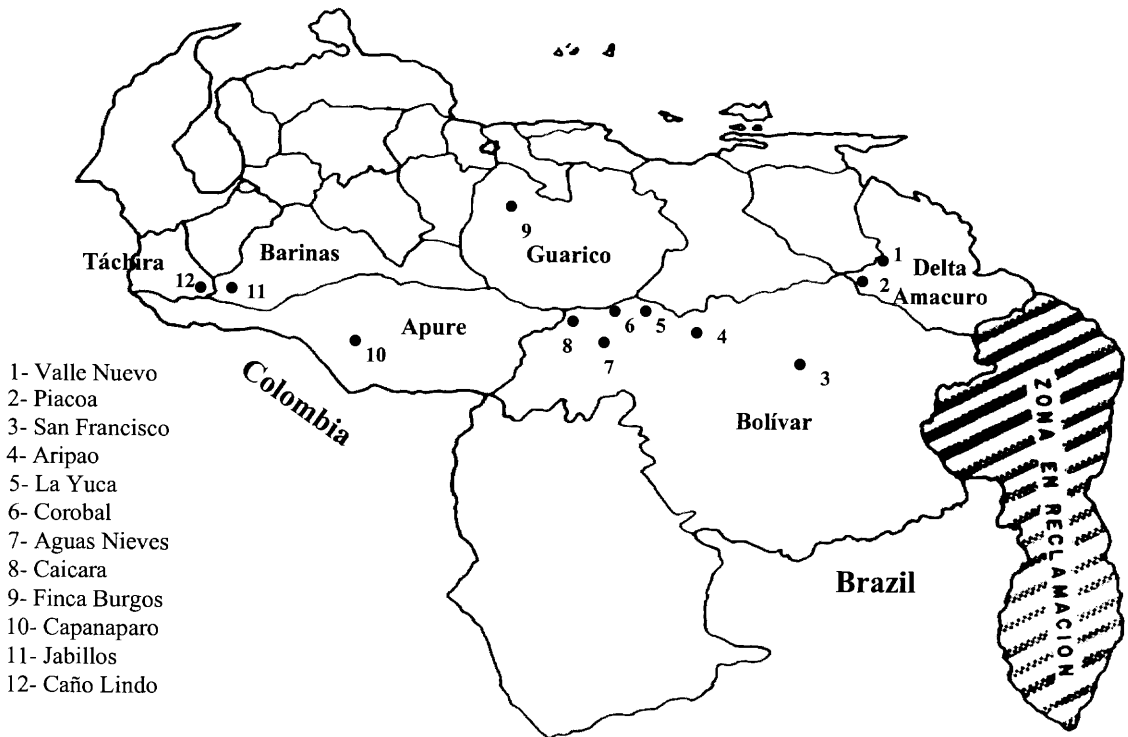 9
Guarico
Barinas
Táchira
12
11
1
Delta
2
Amacuro
Apure
6
5
8
4
7
10
3
Colombia
Bolívar
1- Valle Nuevo
2- Piacoa
3- San Francisco
4- Aripao
5- La Yuca
6- Corobal
7- Aguas Nieves
8- Caicara
9- Finca Burgos
10- Capanaparo
11- Jabillos
12- Caño Lindo
Brazil
ZONA EN RECLAMACION